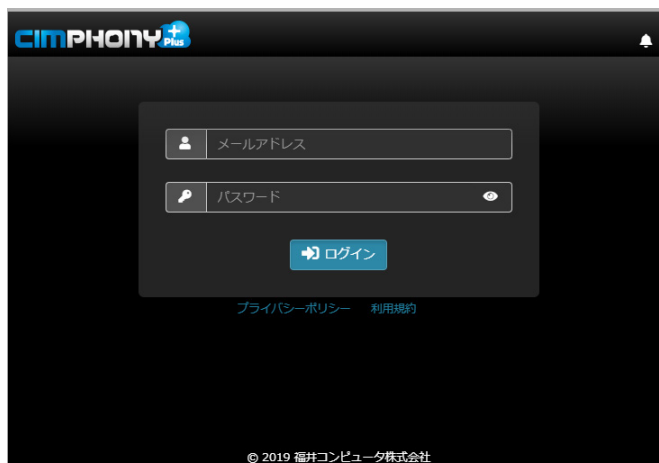 CIMPHONY Plus
メールアドレス
パスワード
ログイン
プライバシーポリシー 利用規約
© 2019 福井コンピュータ株式会社